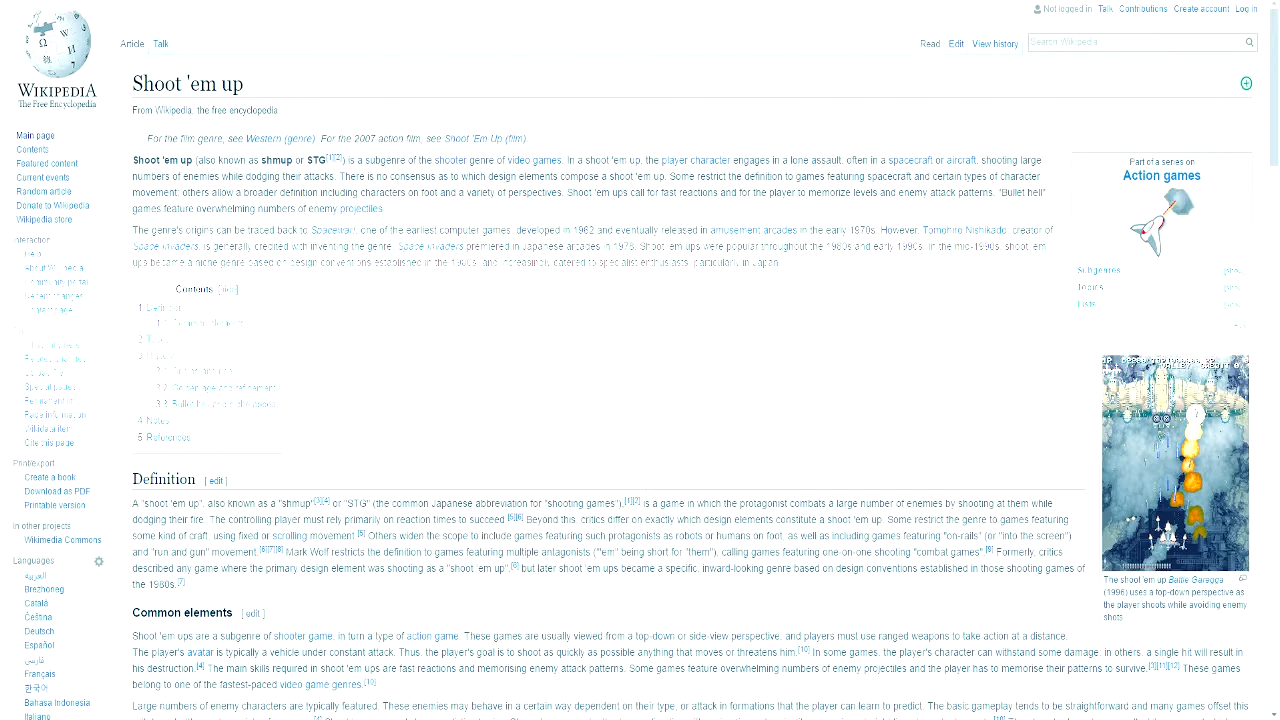 Not logged in Talk Contributions Create account Log in
Article Talk
Read Edit View history Search Wikipedia
WIKIPEDIA
The Free Encyclopedia
Main page
Contents
Featured content
Current events
Random article
Donate to Wikipedia
Wikipedia store
Interaction
Print/export
Create a book
Download as PDF
Printable version
In other projects
Wikimedia Commons
Languages
العربية
Brezhoneg
Català
Čeština
Deutsch
Español
فارسی
Français
한국어
Bahasa Indonesia
Italiano
Page information
Wikidata item
Cite this page
Shoot 'em up
From Wikipedia, the free encyclopedia
For the film genre, see Western (genre). For the 2007 action film, see Shoot 'Em Up (film).
Shoot 'em up (also known as shmup or STG[1][2]) is a subgenre of the shooter genre of video games. In a shoot 'em up, the player character engages in a lone assault, often in a spacecraft or aircraft, shooting large
numbers of enemies while dodging their attacks. There is no consensus as to which design elements compose a shoot 'em up. Some restrict the definition to games featuring spacecraft and certain types of character
movement; others allow a broader definition including characters on foot and a variety of perspectives. Shoot 'em ups call for fast reactions and for the player to memorize levels and enemy attack patterns. "Bullet hell"
games feature overwhelming numbers of enemy projectiles.
The genre's origins can be traced back to Spacewar!, one of the earliest computer games, developed in 1962 and eventually released in amusement arcades in the early 1970s. However, Tomohiro Nishikado, creator of
Space Invaders, is generally credited with inventing the genre. Space Invaders premiered in Japanese arcades in 1978. Shoot 'em ups were popular throughout the 1980s and early 1990s. In the mid-1990s, shoot 'em
ups became a niche genre based on design conventions established in the 1980s, and increasingly catered to specialist enthusiasts, particularly in Japan.
Contents
1 Definition
3.3 Bullet
4 Notes
5 References
Part of a series on
Action games
Subgenres
Topics
Lists
The shoot 'em up Battle Garegga
(1996) uses a top-down perspective as
the player shoots while avoiding enemy
shots
Definition [ edit ]
A "shoot 'em up", also known as a "shmup"[3][4] or "STG" (the common Japanese abbreviation for "shooting games"),[1][2] is a game in which the protagonist combats a large number of enemies by shooting at them while
dodging their fire. The controlling player must rely primarily on reaction times to succeed.[5][6] Beyond this, critics differ on exactly which design elements constitute a shoot 'em up. Some restrict the genre to games featuring
some kind of craft, using fixed or scrolling movement.[5] Others widen the scope to include games featuring such protagonists as robots or humans on foot, as well as including games featuring "on-rails" (or "into the screen")
and "run and gun" movement.[6][7][8] Mark Wolf restricts the definition to games featuring multiple antagonists ("'em" being short for "them"), calling games featuring one-on-one shooting "combat games".[9] Formerly, critics
described any game where the primary design element was shooting as a "shoot 'em up",[6] but later shoot 'em ups became a specific, inward-looking genre based on design conventions established in those shooting games of
the 1980s.[7]
Common elements [ edit ]
Shoot 'em ups are a subgenre of shooter game, in turn a type of action game. These games are usually viewed from a top-down or side-view perspective, and players must use ranged weapons to take action at a distance.
The player's avatar is typically a vehicle under constant attack. Thus, the player's goal is to shoot as quickly as possible anything that moves or threatens him.[10] In some games, the player's character can withstand some damage; in others, a single hit will result in
his destruction.[4] The main skills required in shoot 'em ups are fast reactions and memorising enemy attack patterns. Some games feature overwhelming numbers of enemy projectiles and the player has to memorise their patterns to survive.[3][11][12] These games
belong to one of the fastest-paced video game genres.[10]
Large numbers of enemy characters are typically featured. These enemies may behave in a certain way dependent on their type, or attack in formations that the player can learn to predict. The basic gameplay tends to be straightforward and many games offset this